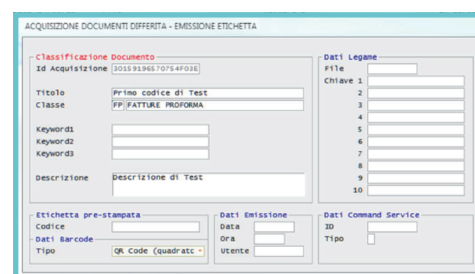 ACQUISIZIONE DOCUMENTI DIFFERITA - EMISSIONE ETICHETTA
Classificazione Documento
Id Acquisizione 30159196570754F03E
Titolo Primo codice di Test
Classe FP FATTURE PROFORMA
Keyword1
Keyword2
Keyword3
Descrizione Descrizione di Test
Dati Legame
File
Chiave 1
2
3
4
5
6
7
8
9
10
Etichetta pre-stampata
Codice
Dati Barcode
Tipo QR Code (quadratc
Dati Emissione
Data
Ora
Utente
Dati Command Service
ID
Tipo